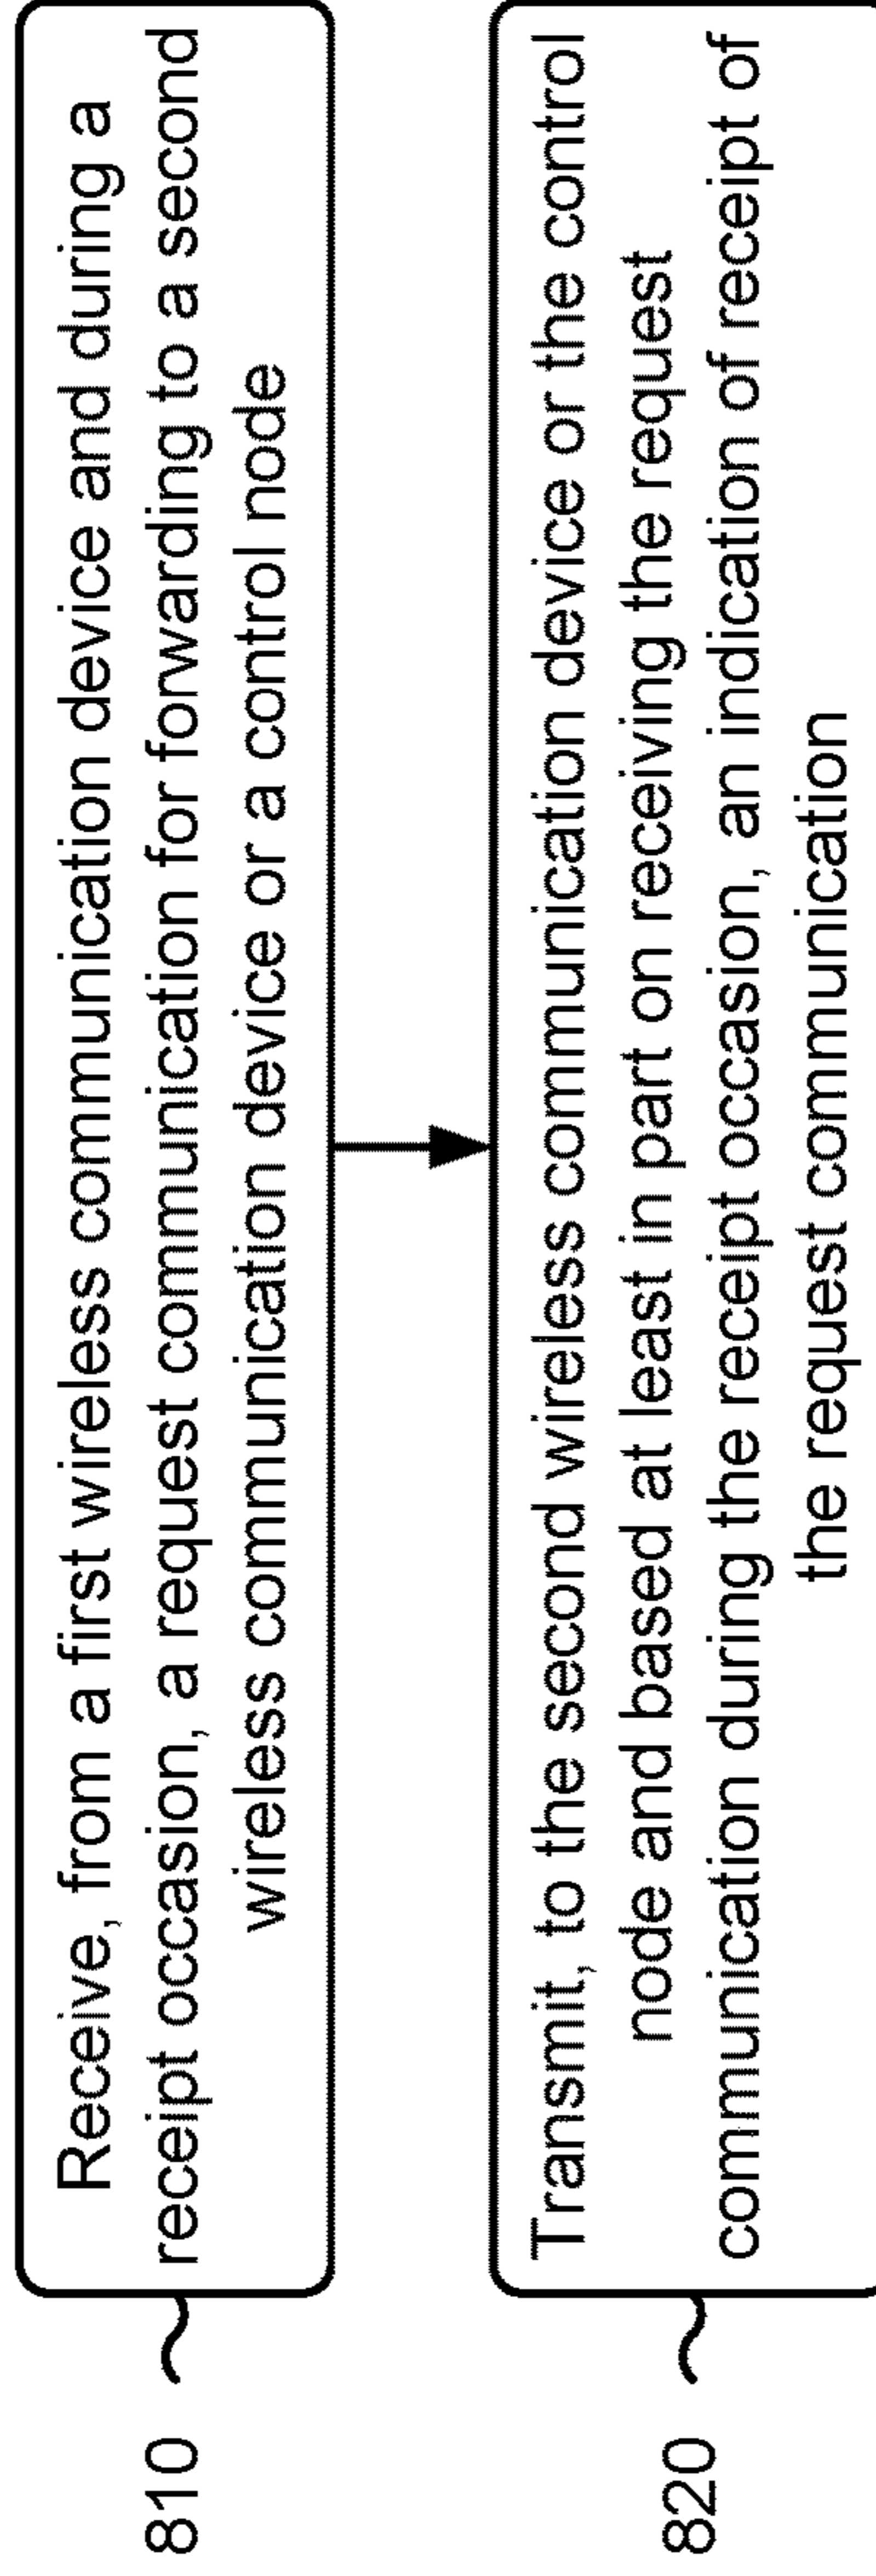 810
Receive, from a first wireless communication device and during a
receipt occasion, a request communication for forwarding to a second
wireless communication device or a control node
820
Transmit, to the second wireless communication device or the control
node and based at least in part on receiving the request
communication during the receipt occasion, an indication of receipt of
the request communication